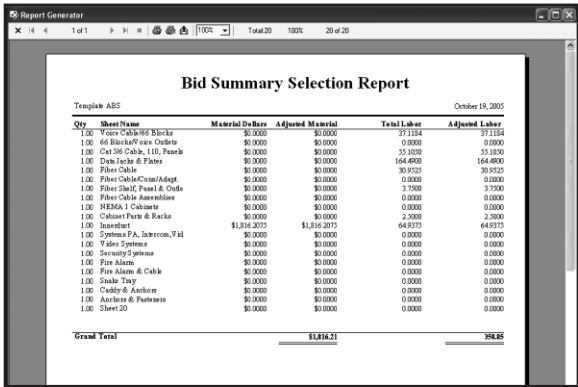 Report Generator
1 of 1 100% Total:20 100% 20 of 20
Bid Summary Selection Report
Template ABS October 19, 2005
Qty Sheet Name Material Dollars Adjusted Material Total Labor Adjusted Labor
1.00 Voice Cable/66 Blocks $0.0000 $0.0000 37.1184 37.1184
1.00 66 Blocks/Voice Outlets $0.0000 $0.0000 0.0000 0.0000
1.00 Cat 5/6 Cable, 110, Panels $0.0000 $0.0000 55.1050 55.1050
1.00 Data Jacks & Plates $0.0000 $0.0000 164.4900 164.4900
1.00 Fiber Cable $0.0000 $0.0000 30.9525 30.9525
1.00 Fiber Cable/Conn/Adapt. $0.0000 $0.0000 0.0000 0.0000
1.00 Fiber Shelf, Panel & Outle $0.0000 $0.0000 3.7500 3.7500
1.00 Fiber Cable Assemblies $0.0000 $0.0000 0.0000 0.0000
1.00 NEMA 1 Cabinets $0.0000 $0.0000 0.0000 0.0000
1.00 Cabinet Parts & Racks $0.0000 $0.0000 2.5000 2.5000
1.00 Innerduct $1,816.2075 $1,816.2075 64.9375 64.9375
1.00 Systems PA, Intercom,Vid $0.0000 $0.0000 0.0000 0.0000
1.00 Video Systems $0.0000 $0.0000 0.0000 0.0000
1.00 Security Systems $0.0000 $0.0000 0.0000 0.0000
1.00 Fire Alarm $0.0000 $0.0000 0.0000 0.0000
1.00 Fire Alarm & Cable $0.0000 $0.0000 0.0000 0.0000
1.00 Snake Tray $0.0000 $0.0000 0.0000 0.0000
1.00 Caddy & Anchors $0.0000 $0.0000 0.0000 0.0000
1.00 Anchors & Fasteners $0.0000 $0.0000 0.0000 0.0000
1.00 Sheet 20 $0.0000 $0.0000 0.0000 0.0000
Grand Total $1,816.21 358.85